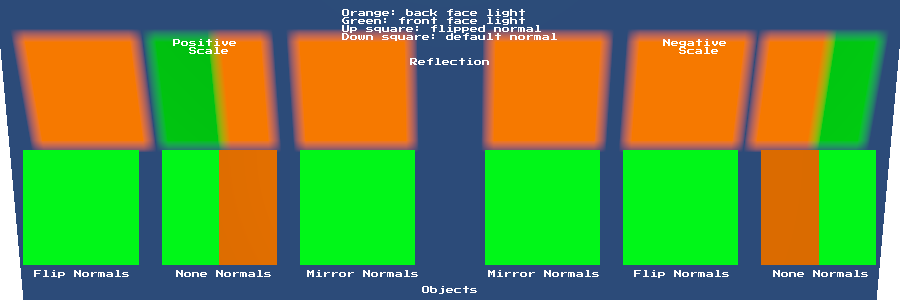 Orange: back face light
Green: front face light
Up square: flipped normal
Down square: default normal
Positive
Scale
Negative
Scale
Reflection
Flip Normals
None Normals
Mirror Normals
Mirror Normals
Flip Normals
None Normals
Objects